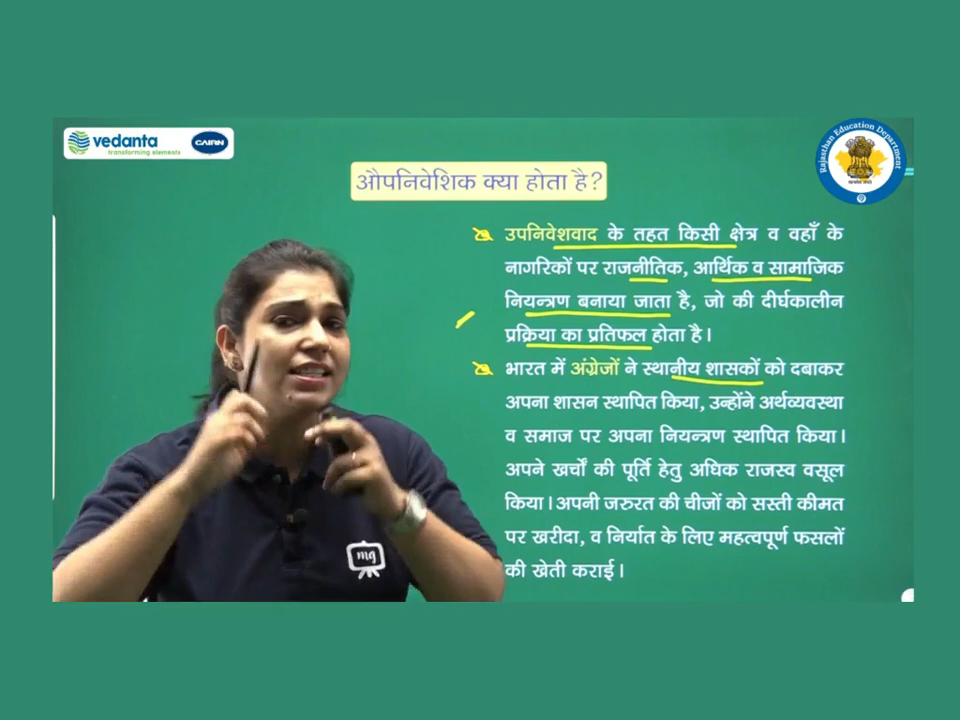 vedanta
transforming elements
CAIRN
Rajasthan Education Department
औपनिवेशिक क्या होता है?
उपनिवेशवाद के तहत किसी क्षेत्र व वहाँ के
नागरिकों पर राजनीतिक, आर्थिक व सामाजिक
नियन्त्रण बनाया जाता है, जो की दीर्घकालीन
प्रक्रिया का प्रतिफल होता है।
भारत में अंग्रेजों ने स्थानीय शासकों को दबाकर
अपना शासन स्थापित किया, उन्होंने अर्थव्यवस्था
व समाज पर अपना नियन्त्रण स्थापित किया।
अपने खर्चों की पूर्ति हेतु अधिक राजस्व वसूल
किया। अपनी जरुरत की चीजों को सस्ती कीमत
पर खरीदा, व निर्यात के लिए महत्वपूर्ण फसलों
की खेती कराई।
mg